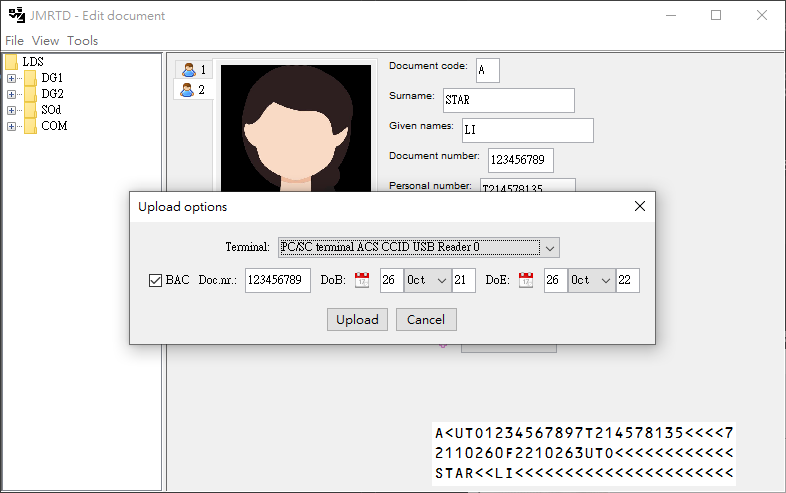 JMRTD - Edit document
File View Tools
LDS
DG1
DG2
SOd
COM
1
2
Document code: A
Surname: STAR
Given names: LI
Document number: 123456789
Personal number: T214578135
Upload options
Terminal: PC/SC terminal ACS CCID USB Reader 0
BAC Doc.nr.: 123456789 DoB: 26 Oct 21 DoE: 26 Oct 22
Upload Cancel
A<UTO1234567897T214578135<<<<7
2110260F2210263UTO<<<<<<<<<<<<
STAR<<LI<<<<<<<<<<<<<<<<<<<<<<